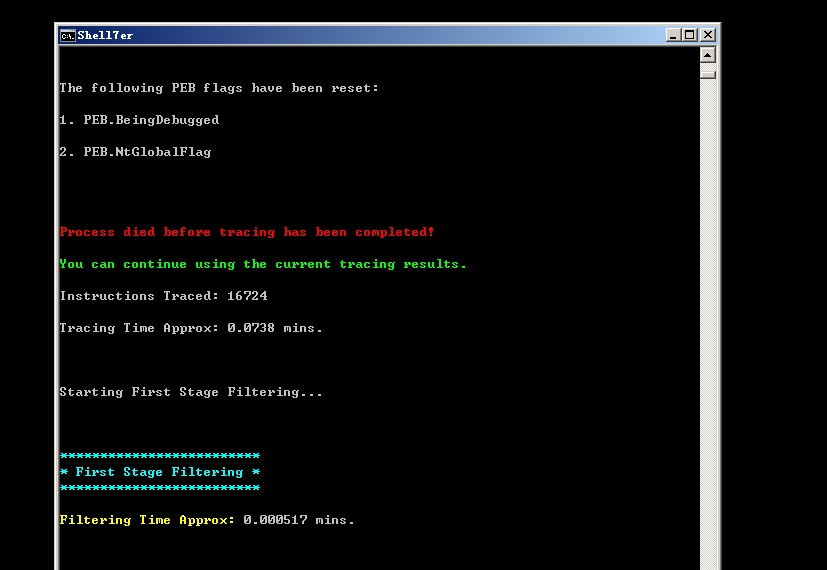 Shell7er
The following PEB flags have been reset:
1. PEB.BeingDebugged
2. PEB.NtGlobalFlag
Process died before tracing has been completed!
You can continue using the current tracing results.
Instructions Traced: 16724
Tracing Time Approx: 0.0738 mins.
Starting First Stage Filtering...
*************************
* First Stage Filtering *
*************************
Filtering Time Approx: 0.000517 mins.